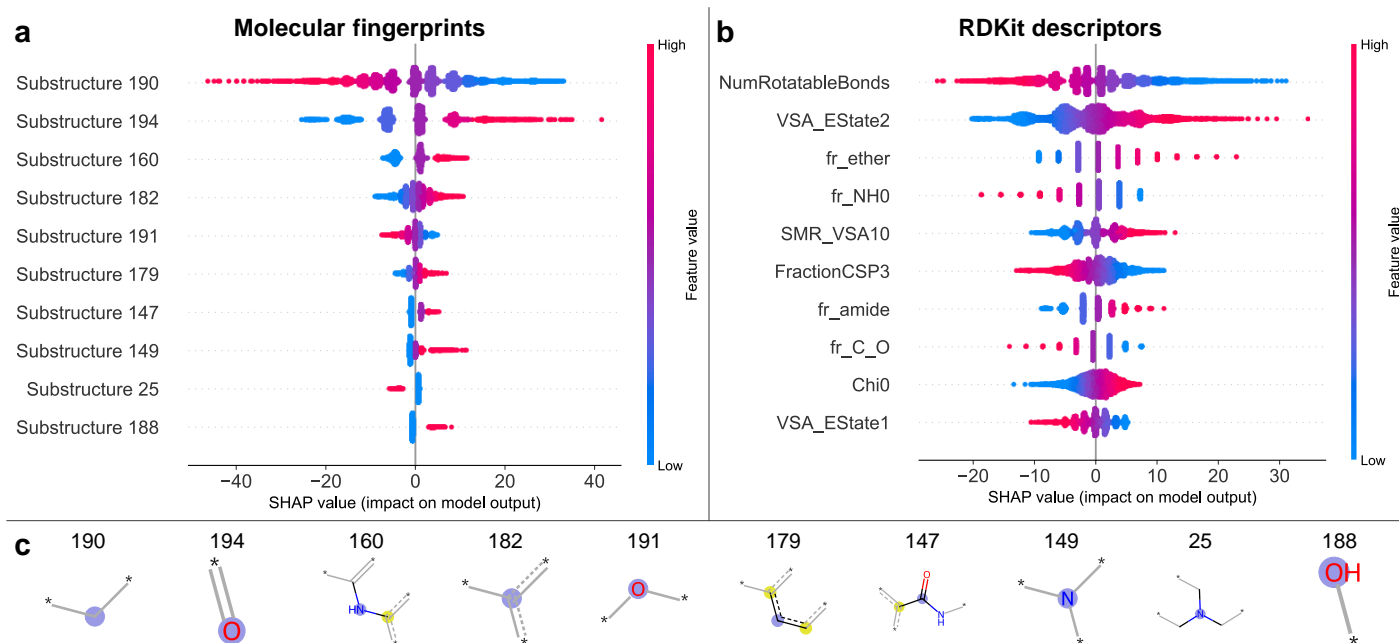 a
Molecular fingerprints
High
Substructure 190
Substructure 194
Substructure 160
Substructure 182
Substructure 191
Substructure 179
Substructure 147
Substructure 149
Substructure 25
Substructure 188
Feature value
Low
−40
−20
0
20
40
SHAP value (impact on model output)
b
RDKit descriptors
High
NumRotatableBonds
VSA_EState2
fr_ether
fr_NH0
SMR_VSA10
FractionCSP3
fr_amide
fr_C_O
Chi0
VSA_EState1
Feature value
Low
−20
−10
0
10
20
30
SHAP value (impact on model output)
c
190
194
160
182
191
179
147
149
25
188
* *
* O
* * HN * *
* * *
O * *
* * *
* * * O N H *
* * N *
* * N *
OH *